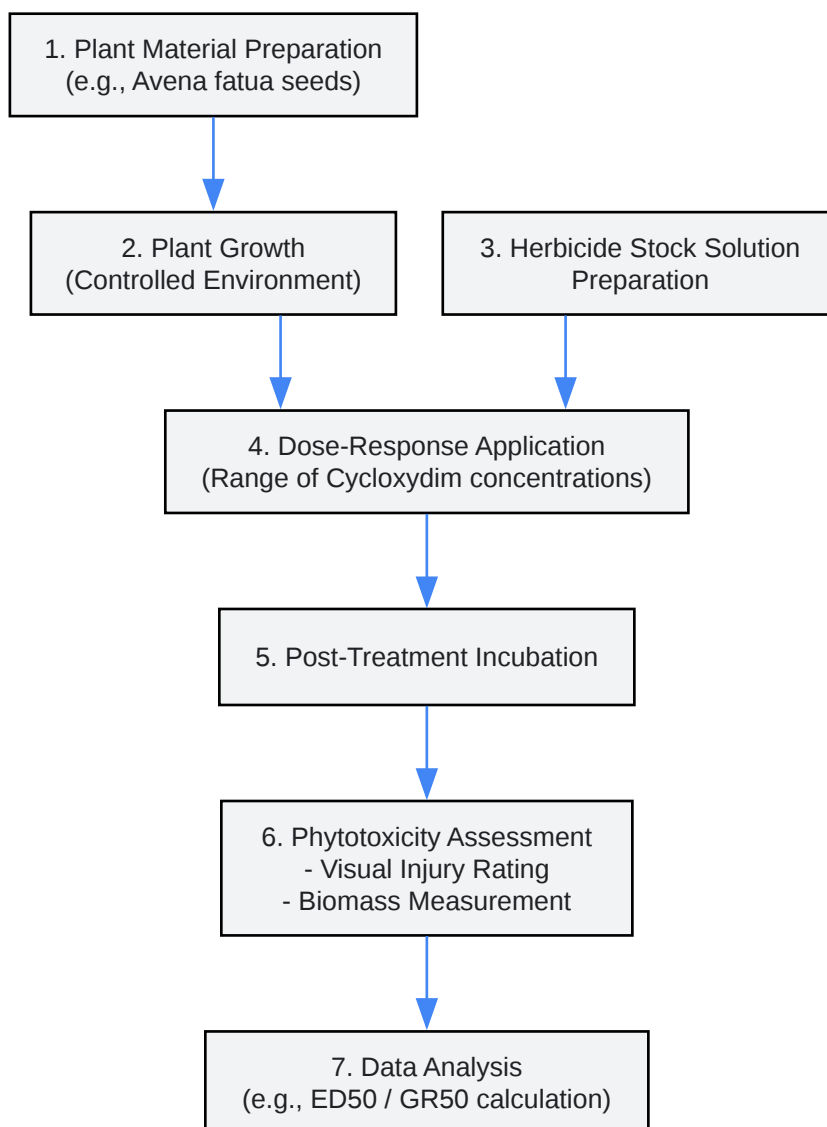 1. Plant Material Preparation
(e.g., Avena fatua seeds)
2. Plant Growth
(Controlled Environment)
3. Herbicide Stock Solution
Preparation
4. Dose-Response Application
(Range of Cycloxydim concentrations)
5. Post-Treatment Incubation
6. Phytotoxicity Assessment
- Visual Injury Rating
- Biomass Measurement
7. Data Analysis
(e.g., ED50 / GR50 calculation)